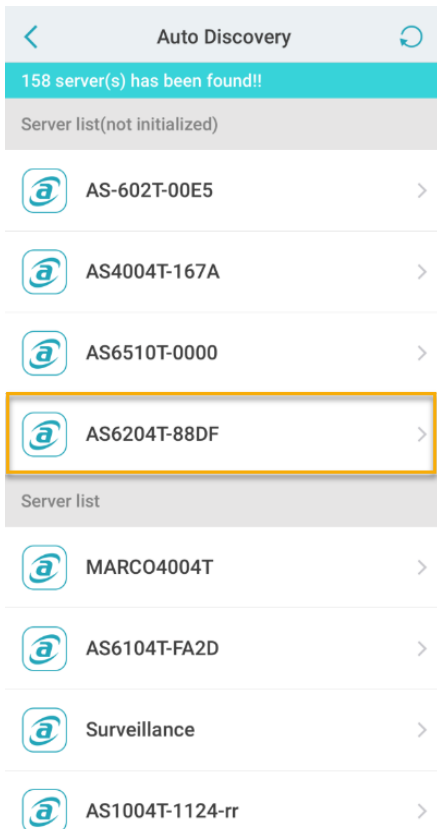 Auto Discovery
158 server(s) has been found!!
Server list(not initialized)
AS-602T-00E5
AS4004T-167A
AS6510T-0000
AS6204T-88DF
Server list
MARCO4004T
AS6104T-FA2D
Surveillance
AS1004T-1124-rr